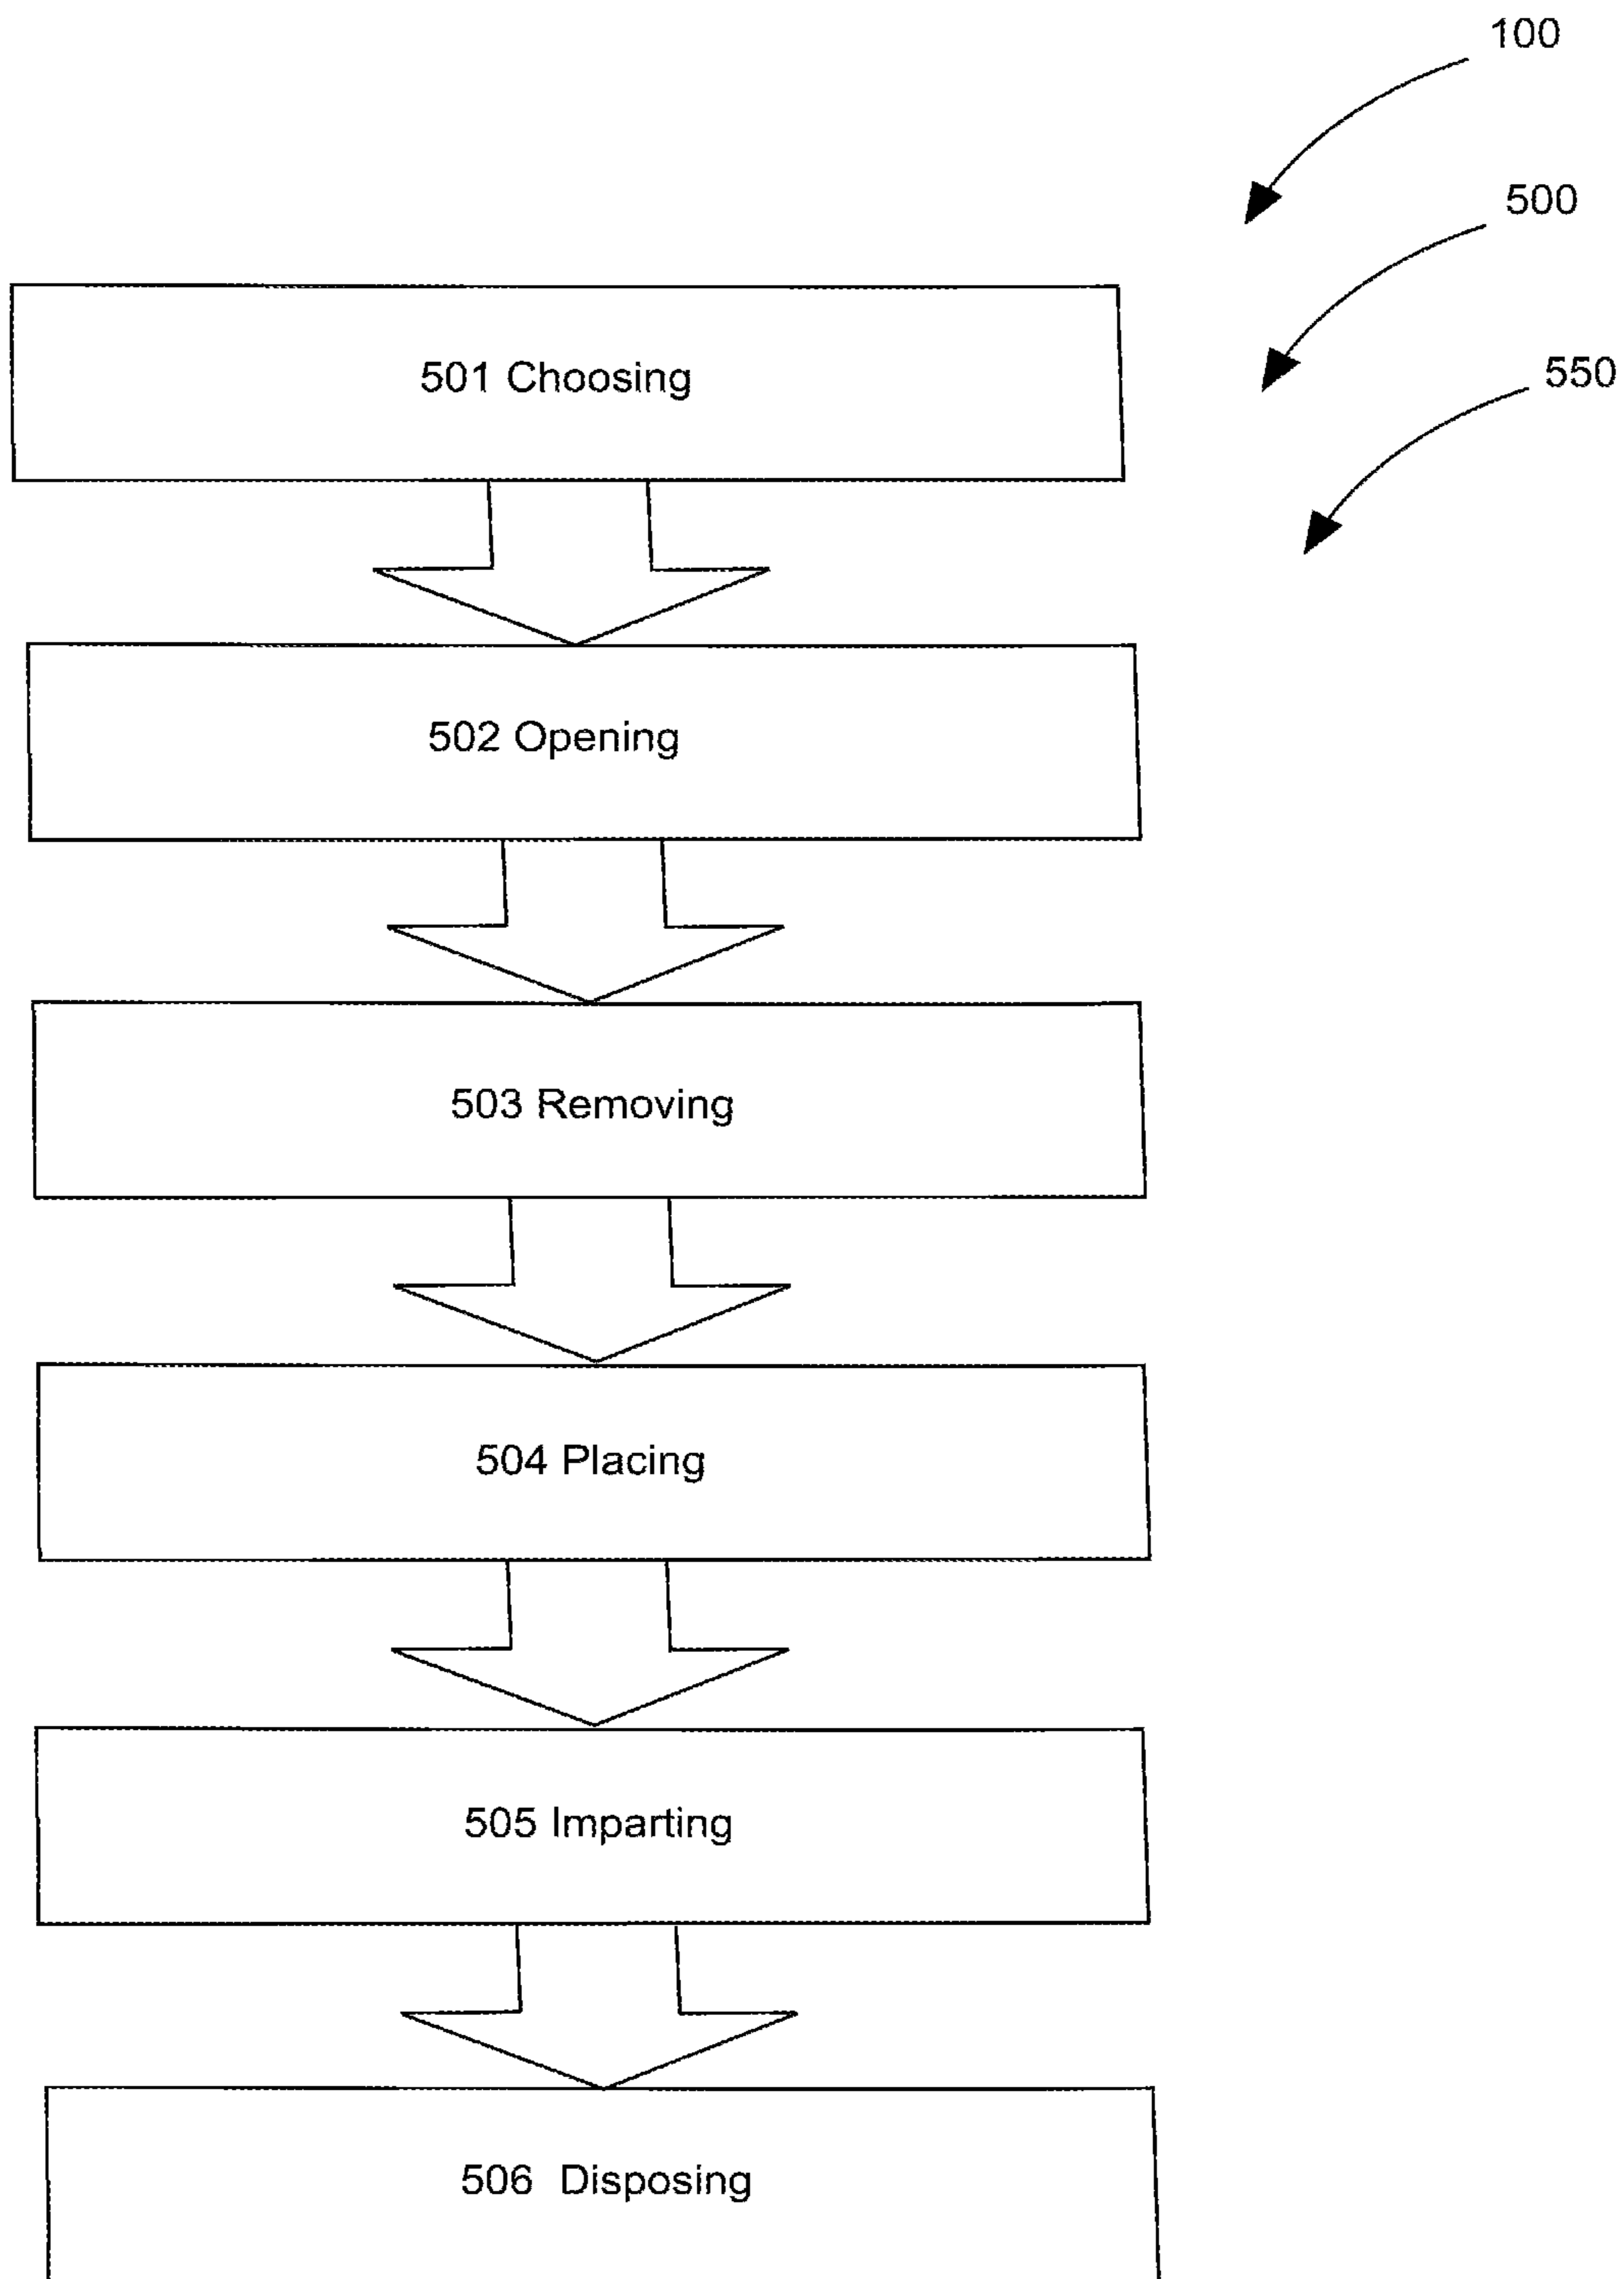 100
500
550
501 Choosing
502 Opening
503 Removing
504 Placing
505 Imparting
506 Disposing